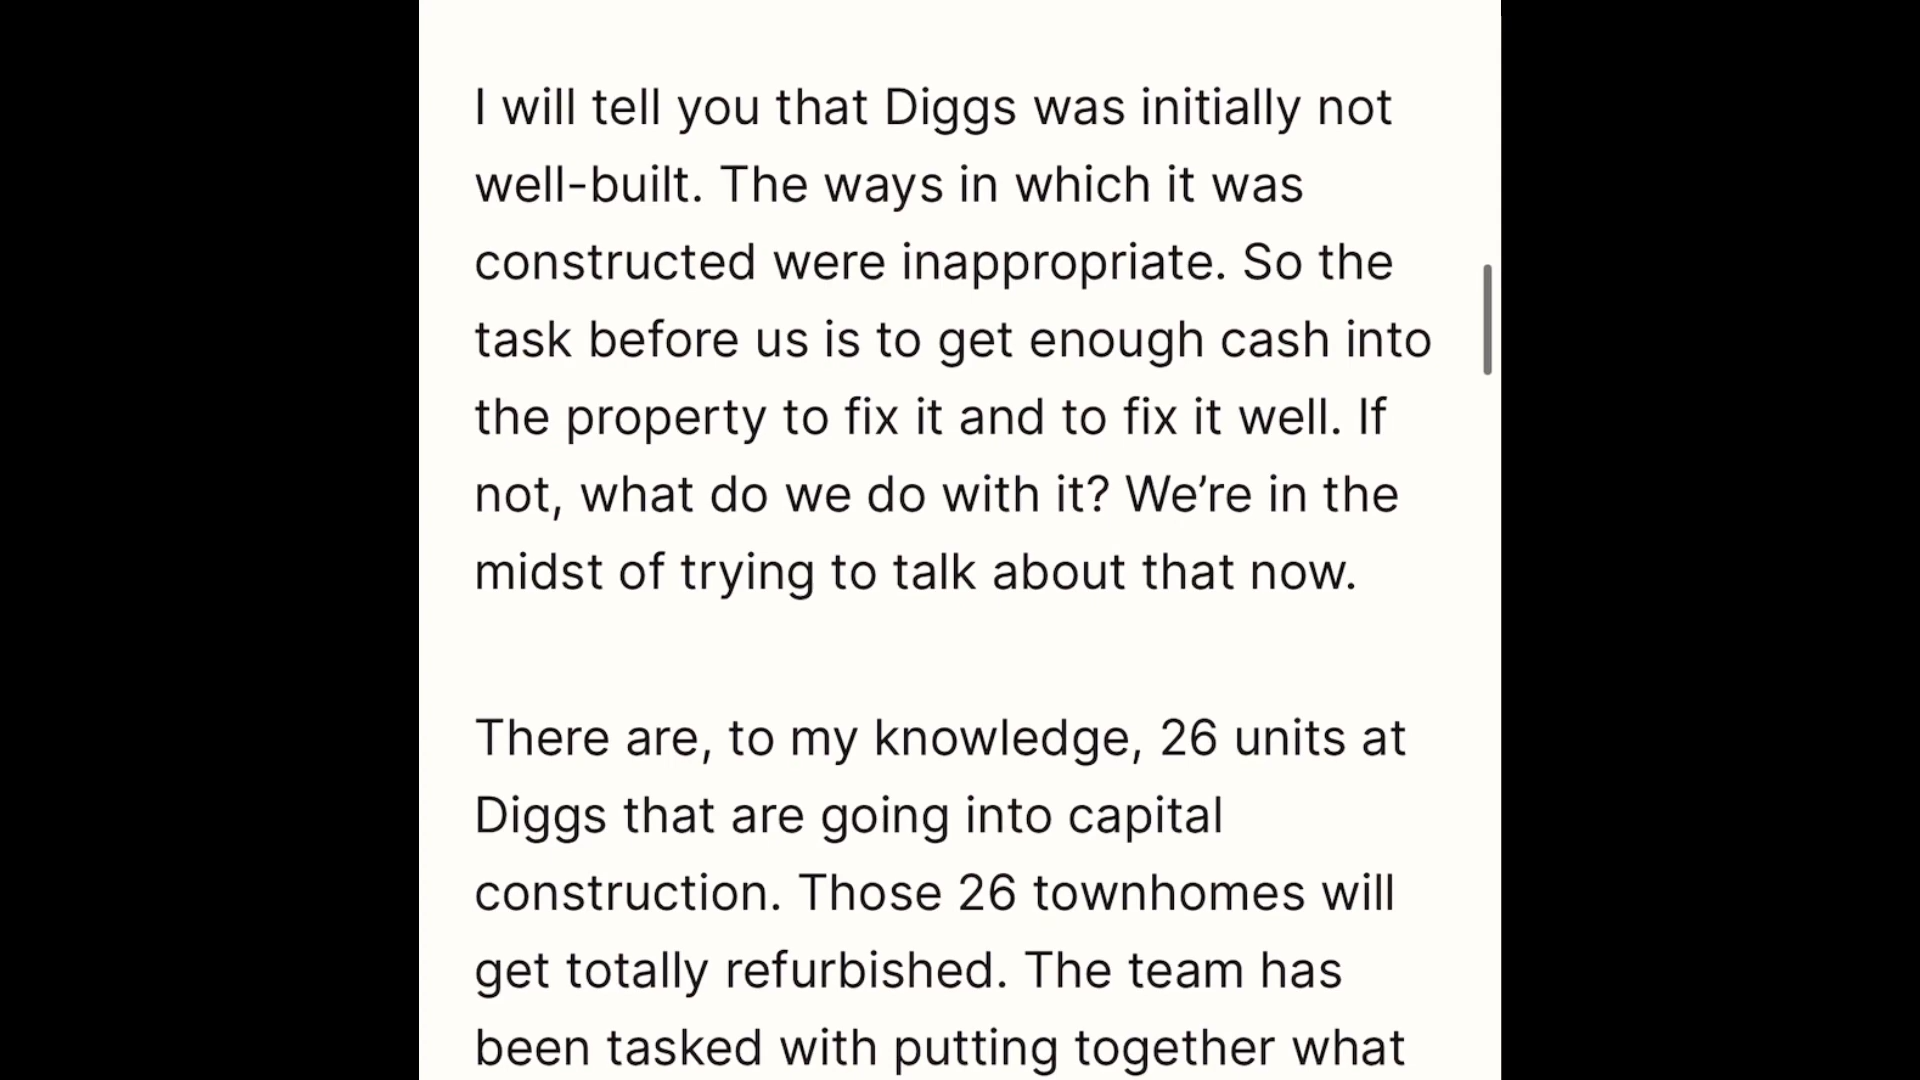 I will tell you that Diggs was initially not
well-built. The ways in which it was
constructed were inappropriate. So the
task before us is to get enough cash into
the property to fix it and to fix it well. If
not, what do we do with it? We’re in the
midst of trying to talk about that now.
There are, to my knowledge, 26 units at
Diggs that are going into capital
construction. Those 26 townhomes will
get totally refurbished. The team has
been tasked with putting together what